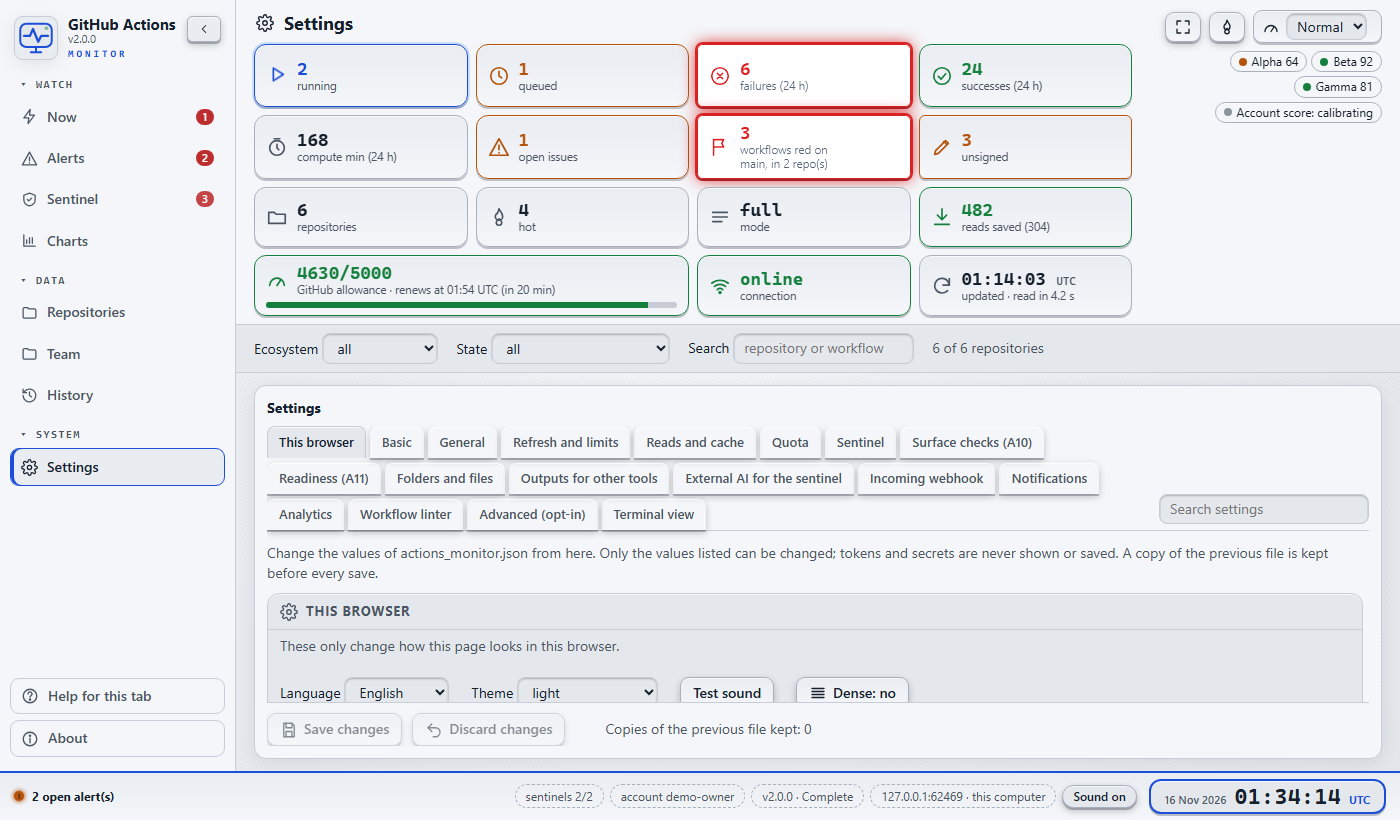 GitHub Actions
v2.0.0
MONITOR
WATCH
Now 1
Alerts 2
Sentinel 3
Charts
DATA
Repositories
Team
History
SYSTEM
Settings
Help for this tab
About
Settings
Normal
Alpha 64
Beta 92
Gamma 81
Account score: calibrating
2
running
1
queued
6
failures (24 h)
24
successes (24 h)
168
compute min (24 h)
1
open issues
3
workflows red on
main, in 2 repo(s)
3
unsigned
6
repositories
4
hot
full
mode
482
reads saved (304)
4630/5000
GitHub allowance · renews at 01:54 UTC (in 20 min)
online
connection
01:14:03 UTC
updated · read in 4.2 s
Ecosystem all State all Search repository or workflow 6 of 6 repositories
Settings
This browser Basic General Refresh and limits Reads and cache Quota Sentinel Surface checks (A10)
Readiness (A11) Folders and files Outputs for other tools External AI for the sentinel Incoming webhook Notifications
Analytics Workflow linter Advanced (opt-in) Terminal view Search settings
Change the values of actions_monitor.json from here. Only the values listed can be changed; tokens and secrets are never shown or saved. A copy of the previous file is kept
before every save.
THIS BROWSER
These only change how this page looks in this browser.
Language English Theme light Test sound Dense: no
Save changes Discard changes Copies of the previous file kept: 0
2 open alert(s) sentinels 2/2 account demo-owner v2.0.0 · Complete 127.0.0.1:62469 · this computer Sound on 16 Nov 2026 01:34:14 UTC